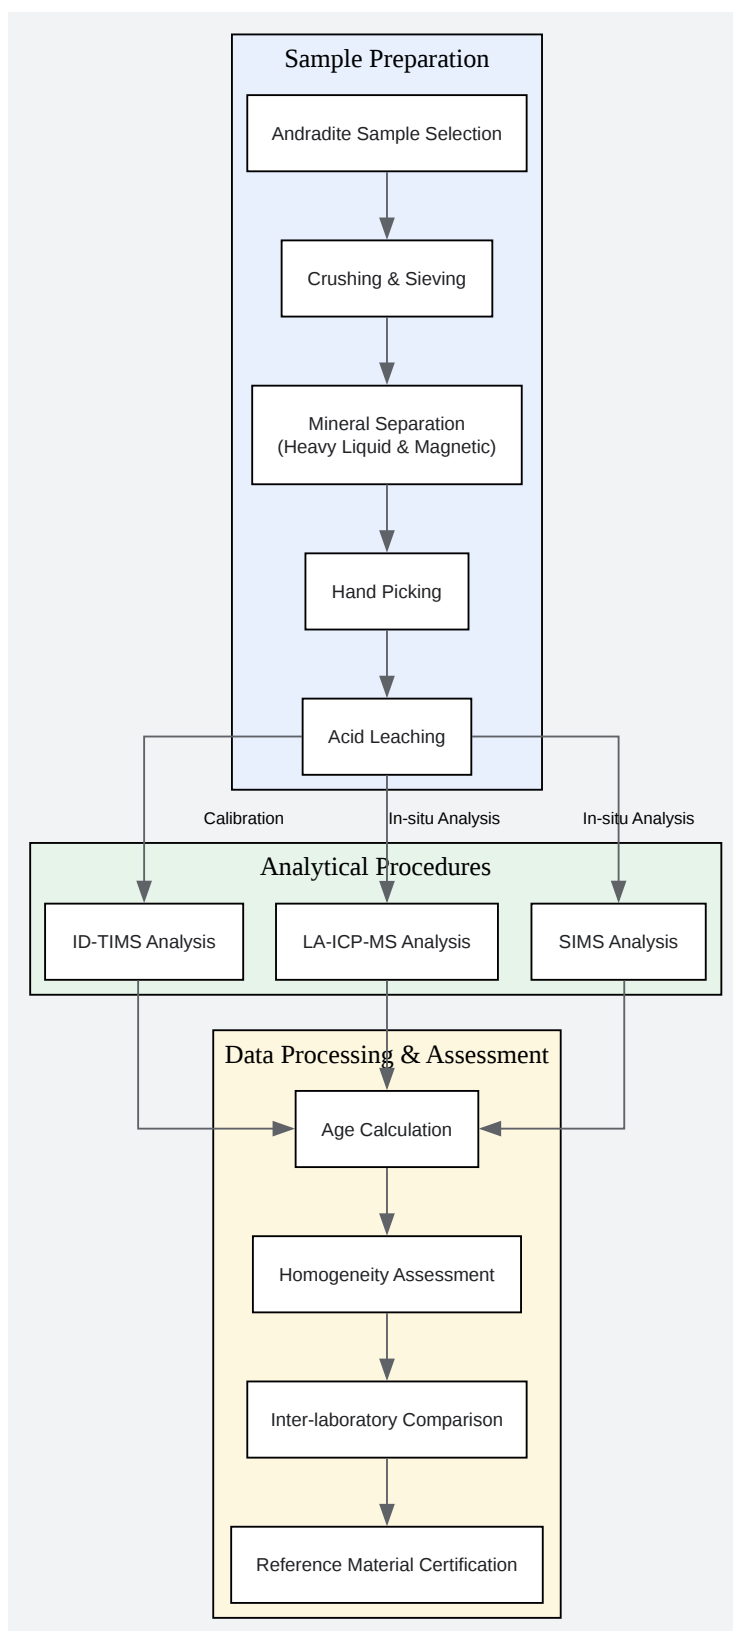 Sample Preparation
Andradite Sample Selection
Crushing & Sieving
Mineral Separation
(Heavy Liquid & Magnetic)
Hand Picking
Acid Leaching
Calibration
In-situ Analysis
In-situ Analysis
Analytical Procedures
ID-TIMS Analysis
LA-ICP-MS Analysis
SIMS Analysis
Data Processing & Assessment
Age Calculation
Homogeneity Assessment
Inter-laboratory Comparison
Reference Material Certification